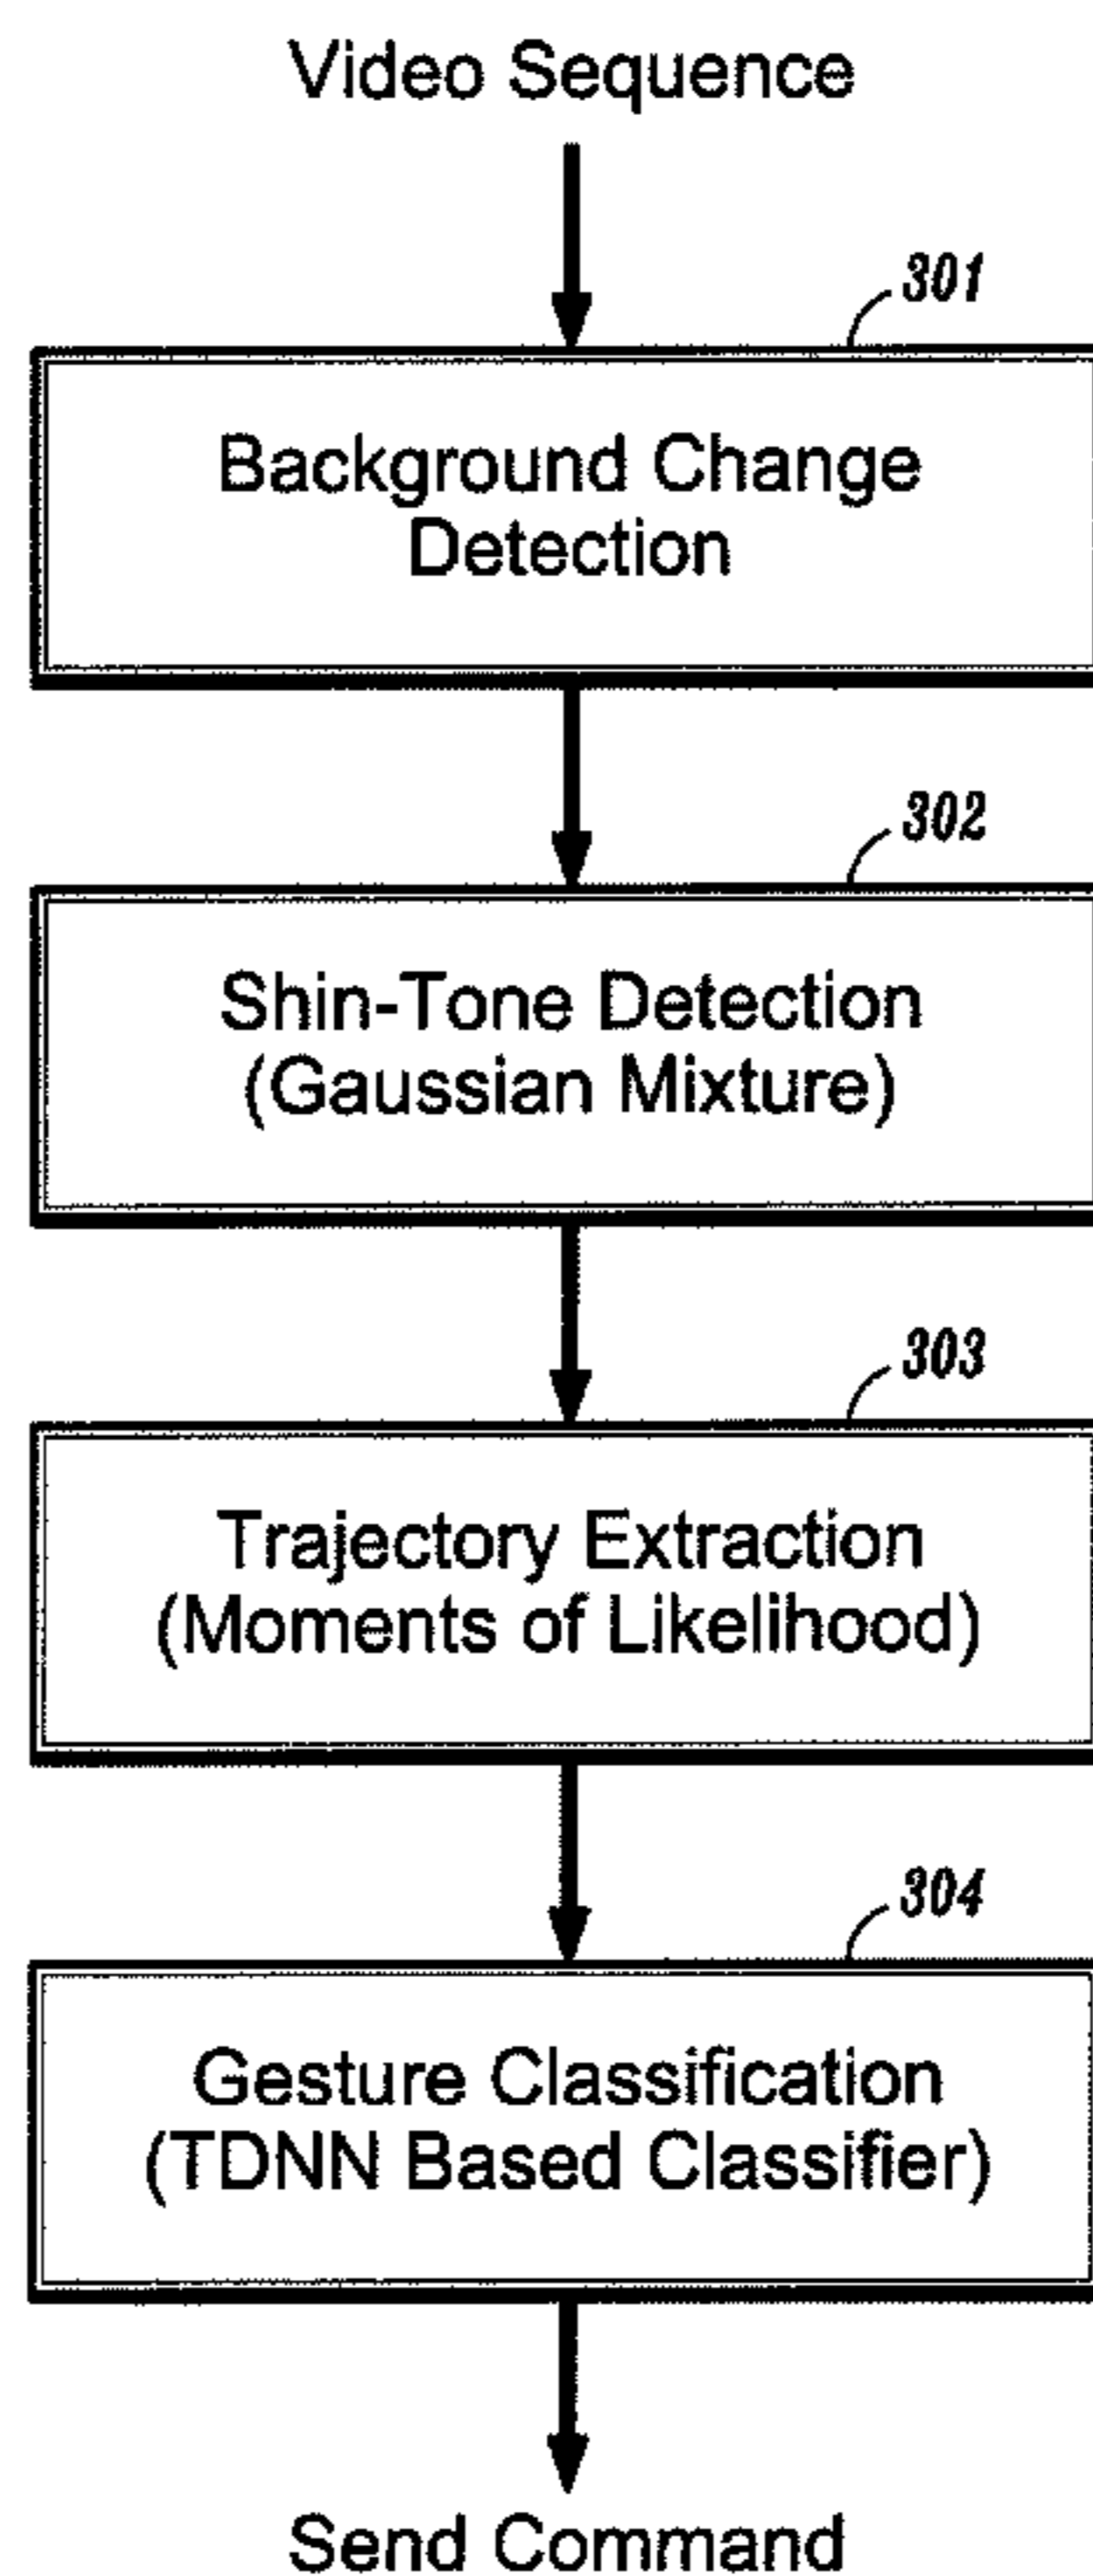 Video Sequence
301
Background Change
Detection
302
Shin-Tone Detection
(Gaussian Mixture)
303
Trajectory Extraction
(Moments of Likelihood)
304
Gesture Classification
(TDNN Based Classifier)
Send Command